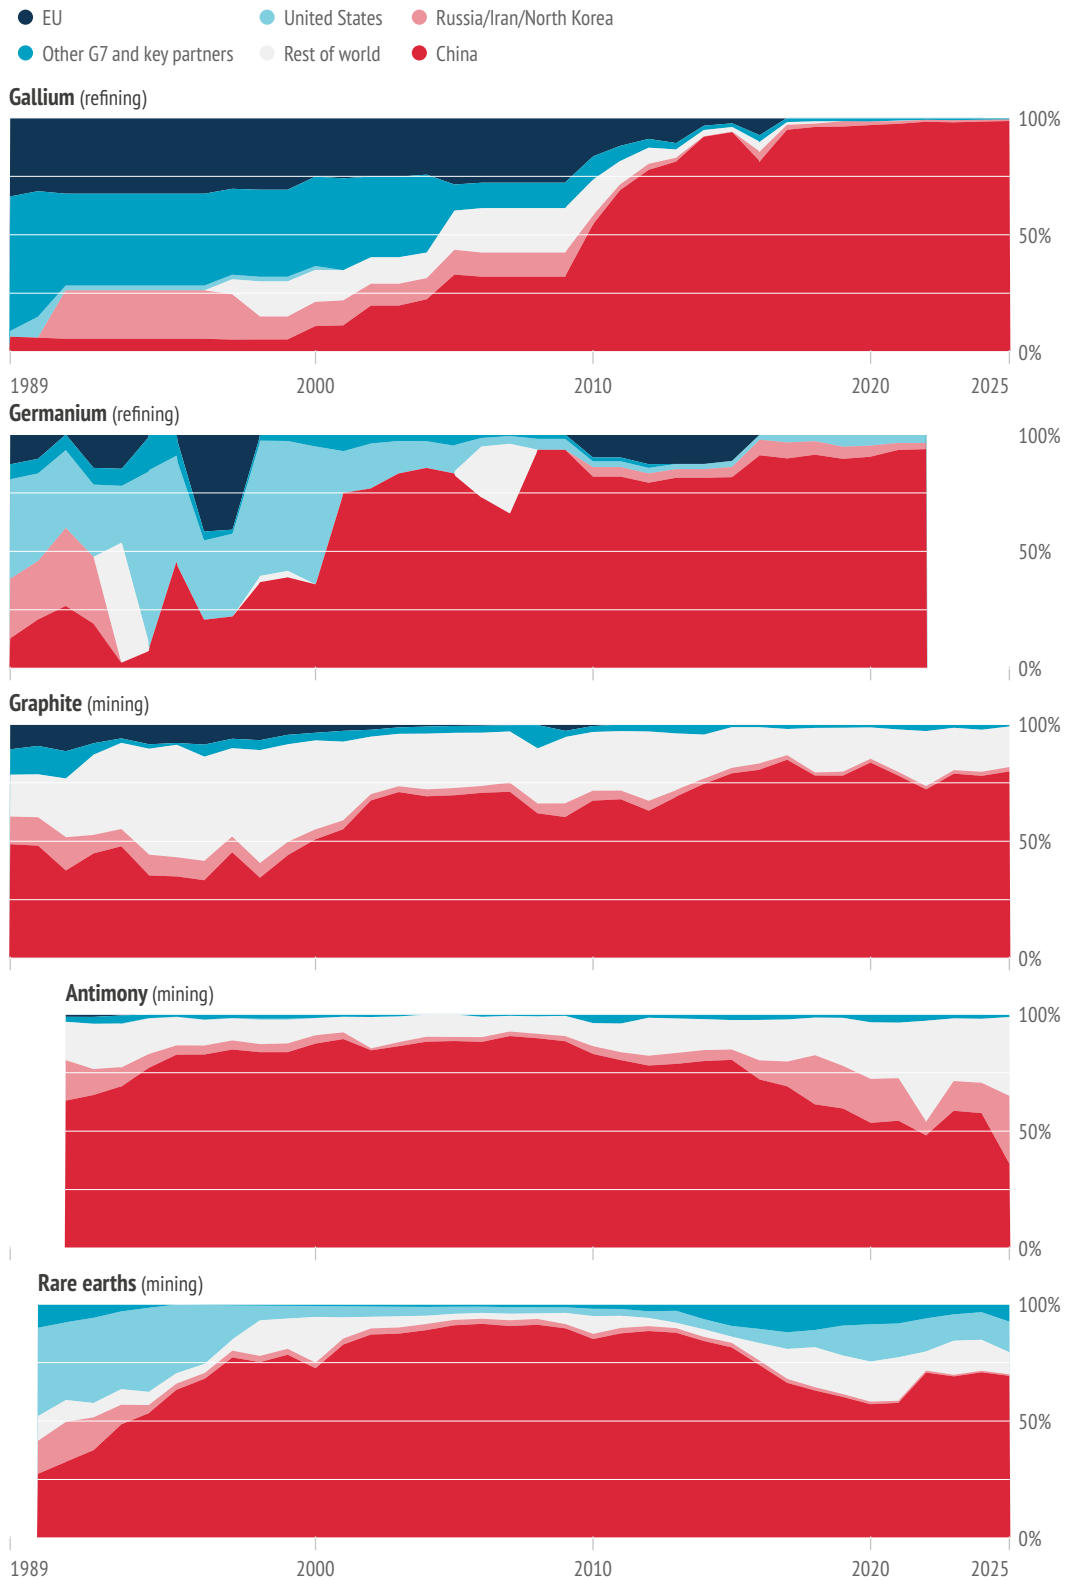 EU
United States
Russia/Iran/North Korea
Other G7 and key partners
Rest of world
China
Gallium (refining)
100%
50%
0%
1989
2000
2010
2020
2025
Germanium (refining)
100%
50%
0%
Graphite (mining)
100%
50%
0%
Antimony (mining)
100%
50%
0%
Rare earths (mining)
100%
50%
0%
1989
2000
2010
2020
2025